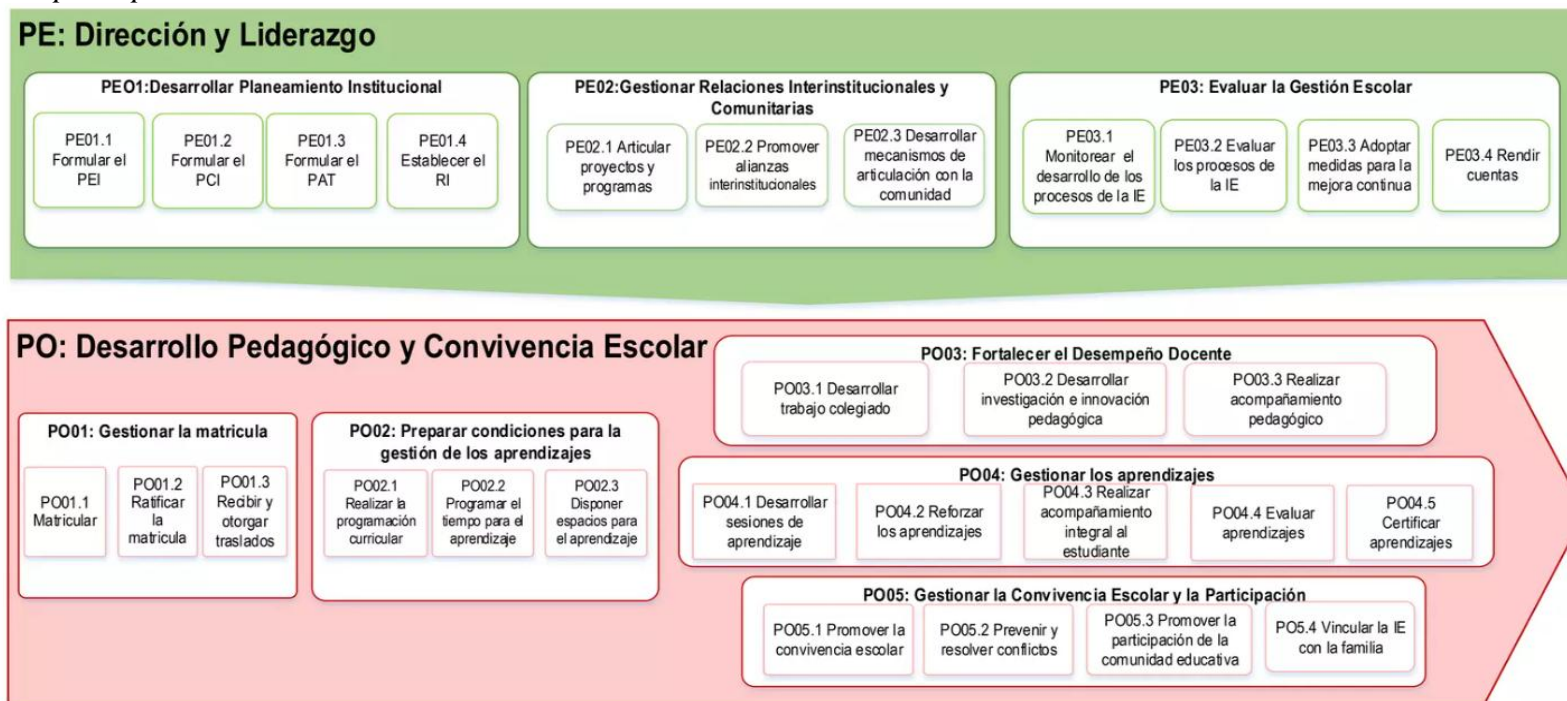 PE: Dirección y Liderazgo
PEO1:Desarrollar Planeamiento Institucional
PE01.1
Formular el
PEI
PE01.2
Formular el
PCI
PE01.3
Formular el
PAT
PE01.4
Establecer el
RI
PE02:Gestionar Relaciones Interinstitucionales y
Comunitarias
PE02.1 Articular
proyectos y
programas
PE02.2 Promover
alianzas
interinstitucionales
PE02.3 Desarrollar
mecanismos de
articulación con la
comunidad
PE03: Evaluar la Gestión Escolar
PE03.1
Monitorear el
desarrollo de los
procesos de la IE
PE03.2 Evaluar
los procesos de
la IE
PE03.3 Adoptar
medidas para la
mejora continua
PE03.4 Rendir
cuentas
PO: Desarrollo Pedagógico y Convivencia Escolar
PO01: Gestionar la matricula
PO01.1
Matricular
PO01.2
Ratificar
la
matricula
PO01.3
Recibir y
otorgar
traslados
PO02: Preparar condiciones para la
gestión de los aprendizajes
PO02.1
Realizar la
programación
curricular
PO02.2
Programar el
tiempo para el
aprendizaje
PO02.3
Disponer
espacios para
el aprendizaje
PO03: Fortalecer el Desempeño Docente
PO03.1 Desarrollar
trabajo colegiado
PO03.2 Desarrollar
investigación e innovación
pedagógica
PO03.3 Realizar
acompañamiento
pedagógico
PO04: Gestionar los aprendizajes
PO04.1 Desarrollar
sesiones de
aprendizaje
PO04.2 Reforzar
los aprendizajes
PO04.3 Realizar
acompañamiento
integral al
estudiante
PO04.4 Evaluar
aprendizajes
PO04.5
Certificar
aprendizajes
PO05: Gestionar la Convivencia Escolar y la Participación
PO05.1 Promover la
convivencia escolar
PO05.2 Prevenir y
resolver conflictos
PO05.3 Promover la
participación de la
comunidad educativa
PO5.4 Vincular la IE
con la familia